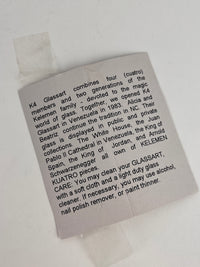 K4 Glassart combines four (cuatro)
members and two generations of the
Kelemen family - devoted to the magic
world of glass. Together, we opened K4
Glassart in Venezuela in 1983. Alicia and
Beatriz continue the tradition in NC. Their
glass is displayed in public and private
collections. The White House, the Juan
Pablo II Cathedral in Venezuela, the King of
Spain, the King of Jordan, and Arnold
Schwarzenegger all own of KELEMEN
KUATRO pieces.
CARE: You may clean your GLASSART,
with a soft cloth and a light duty glass
cleaner. If necessary, you may use alcohol,
nail polish remover, or paint thinner.